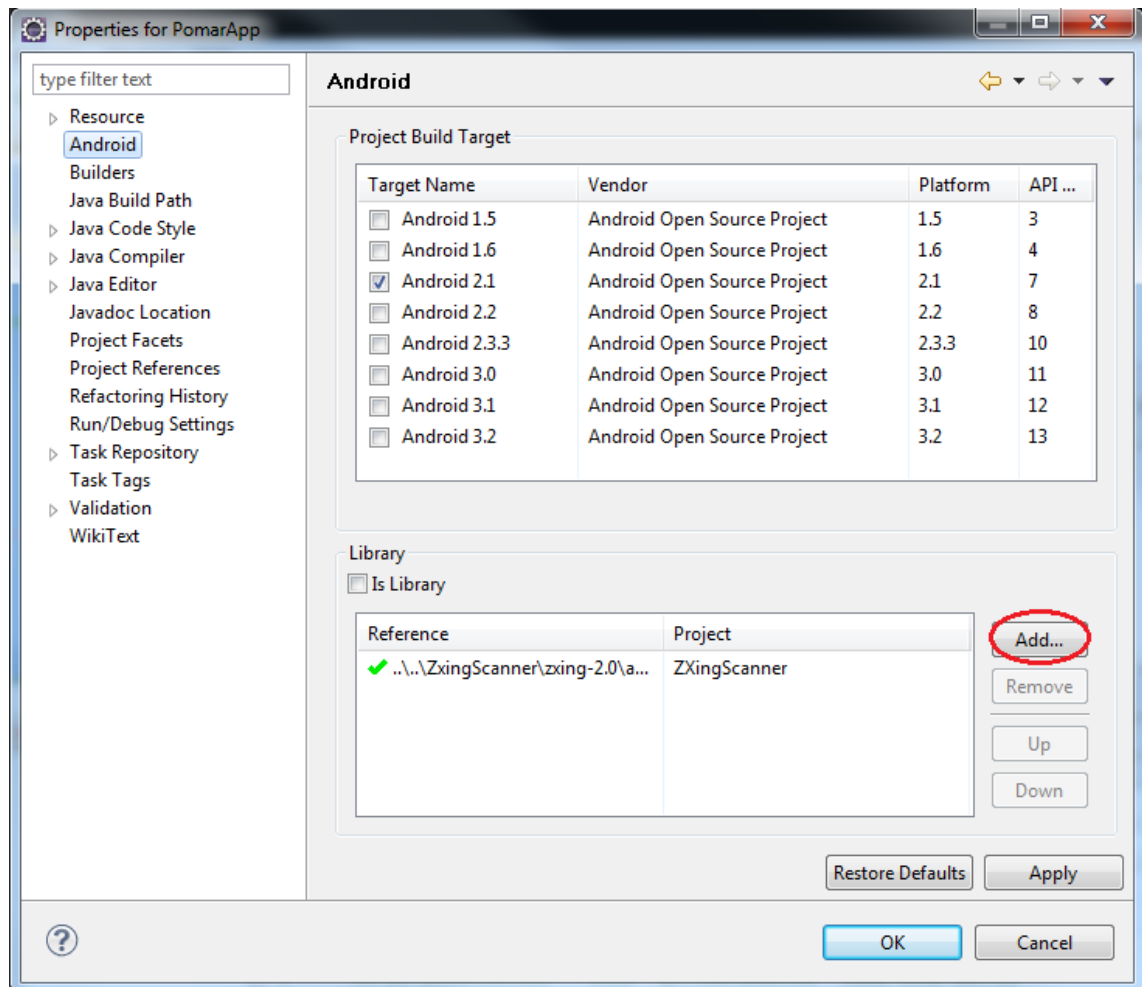 Properties for PomarApp
type filter text
Resource
Android
Builders
Java Build Path
Java Code Style
Java Compiler
Java Editor
Javadoc Location
Project Facets
Project References
Refactoring History
Run/Debug Settings
Task Repository
Task Tags
Validation
WikiText
Android
Project Build Target
Target Name Vendor Platform API ...
Android 1.5 Android Open Source Project 1.5 3
Android 1.6 Android Open Source Project 1.6 4
Android 2.1 Android Open Source Project 2.1 7
Android 2.2 Android Open Source Project 2.2 8
Android 2.3.3 Android Open Source Project 2.3.3 10
Android 3.0 Android Open Source Project 3.0 11
Android 3.1 Android Open Source Project 3.1 12
Android 3.2 Android Open Source Project 3.2 13
Library
Is Library
Reference Project
..\..\ZxingScanner\zxing-2.0\a... ZXingScanner
Add...
Remove
Up
Down
Restore Defaults Apply
? OK Cancel